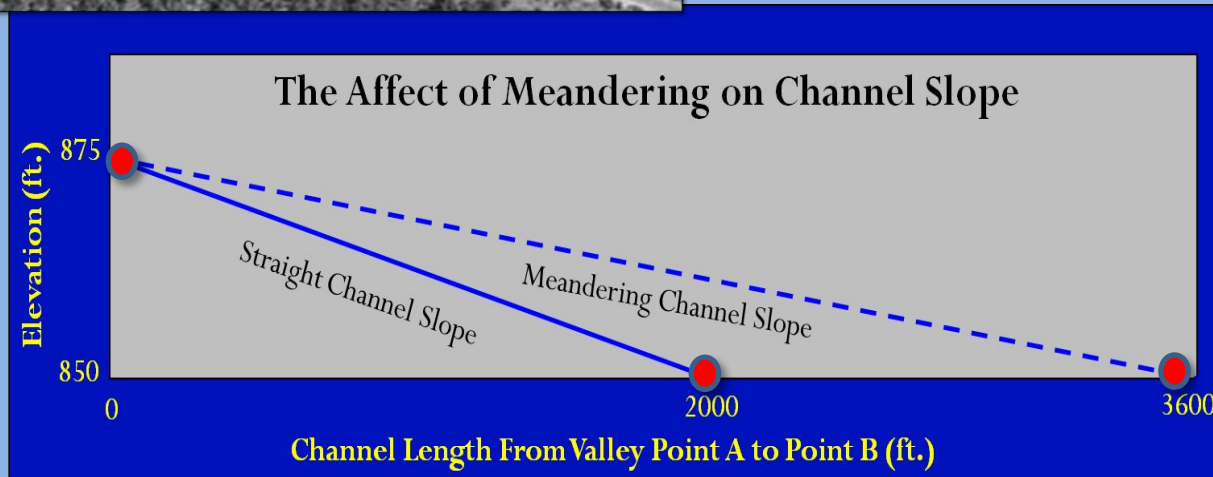 The Affect of Meandering on Channel Slope
Elevation (ft.)
875
850
Straight Channel Slope
Meandering Channel Slope
0
2000
3600
Channel Length From Valley Point A to Point B (ft.)